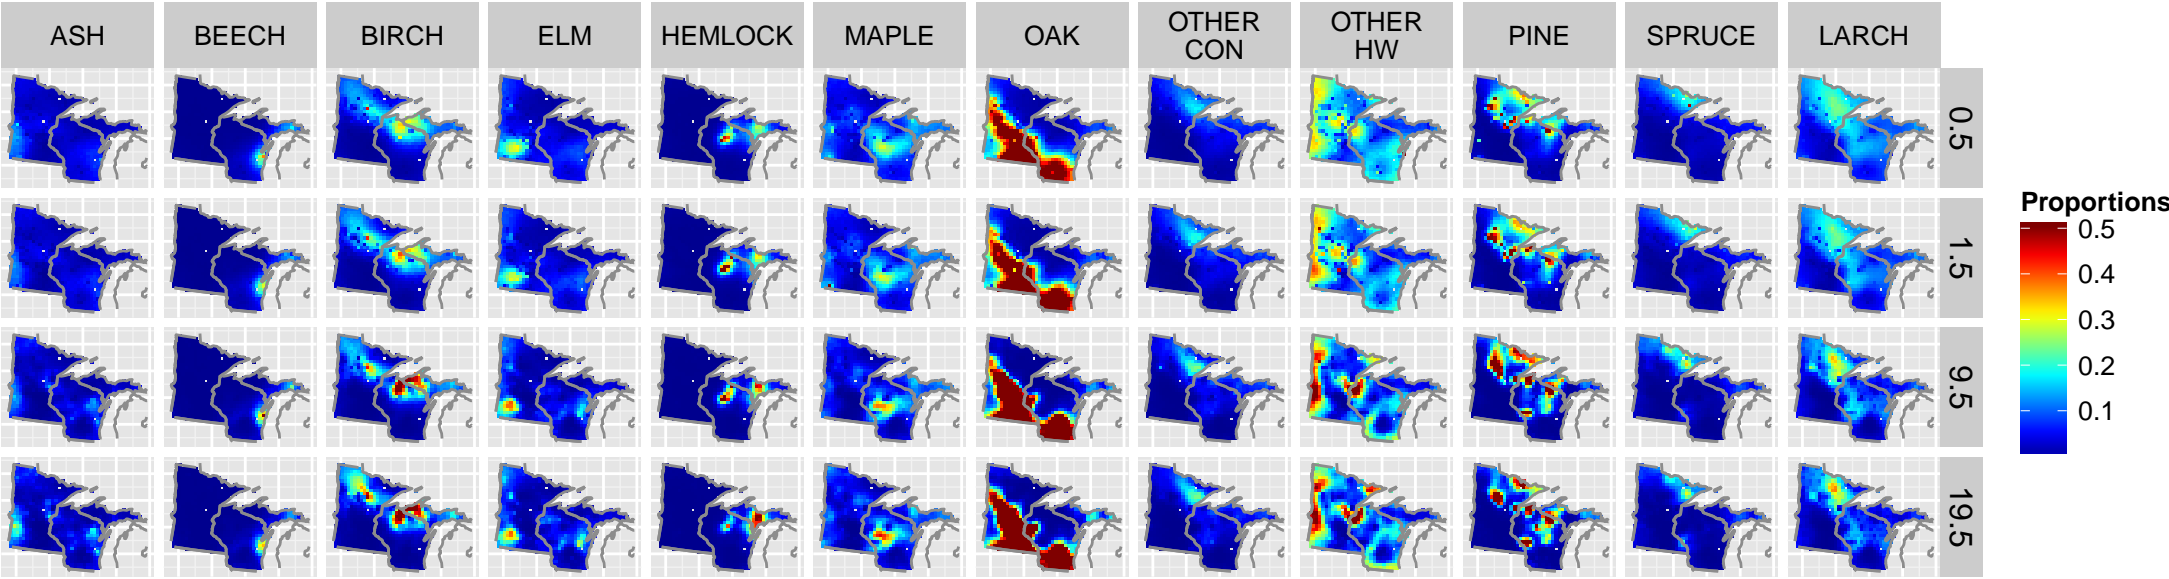 ASH
BEECH
BIRCH
ELM
HEMLOCK
MAPLE
OAK
OTHER
CON
OTHER
HW
PINE
SPRUCE
LARCH
0.5
1.5
9.5
19.5
Proportions
0.5
0.4
0.3
0.2
0.1